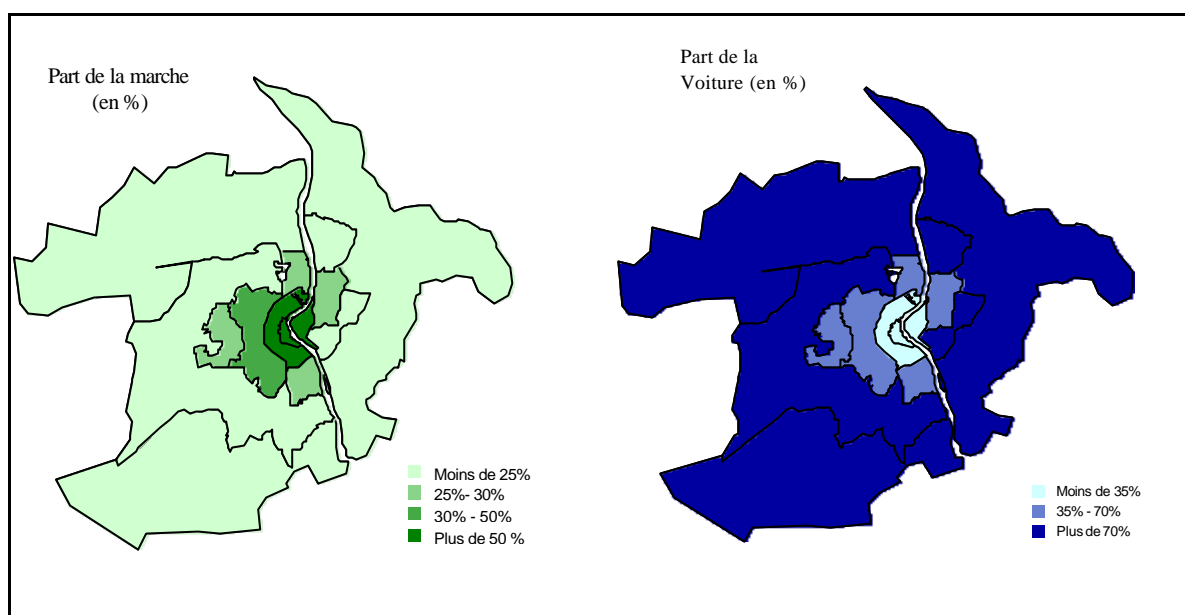 Part de la marche
(en %)
Moins de 25%
25%- 30%
30% - 50%
Plus de 50 %
Part de la
Voiture (en %)
Moins de 35%
35% - 70%
Plus de 70%